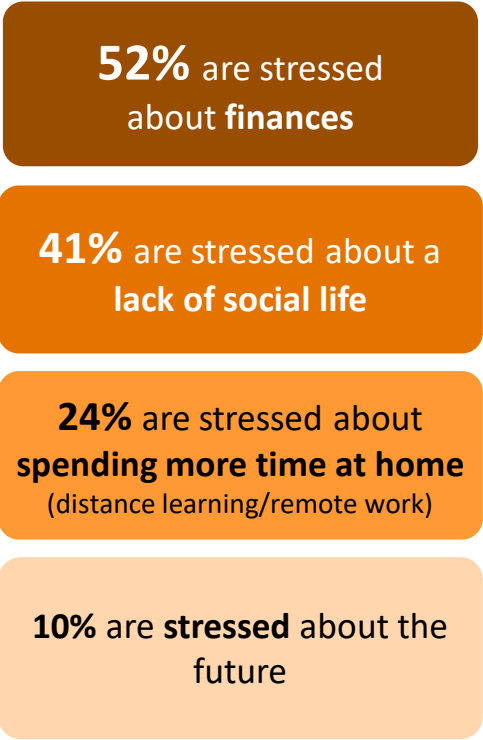 52% are stressed
about finances
41% are stressed about a
lack of social life
24% are stressed about
spending more time at home
(distance learning/remote work)
10% are stressed about the
future